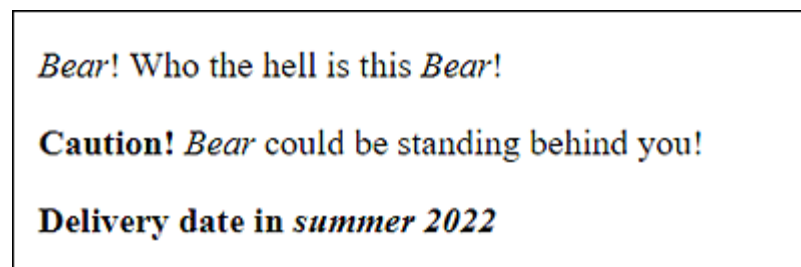 Bear! Who the hell is this Bear!
Caution! Bear could be standing behind you!
Delivery date in summer 2022